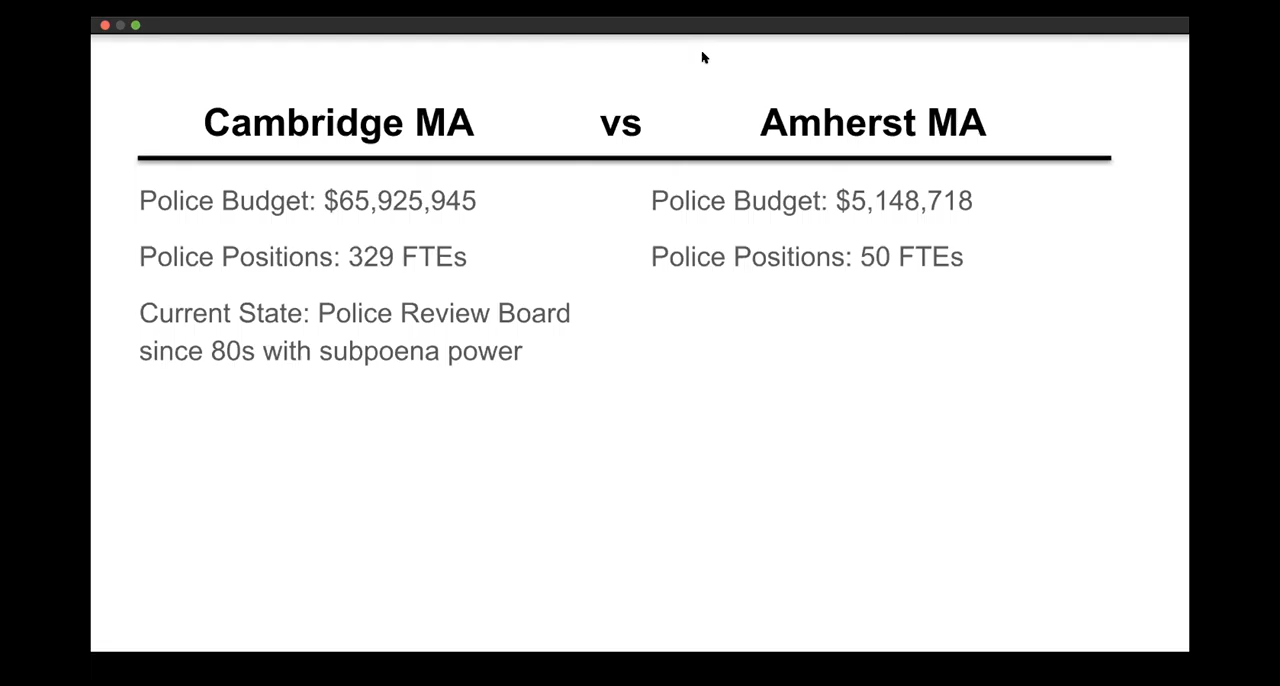 Cambridge MA vs Amherst MA
Police Budget: $65,925,945
Police Positions: 329 FTEs
Current State: Police Review Board
since 80s with subpoena power
Police Budget: $5,148,718
Police Positions: 50 FTEs